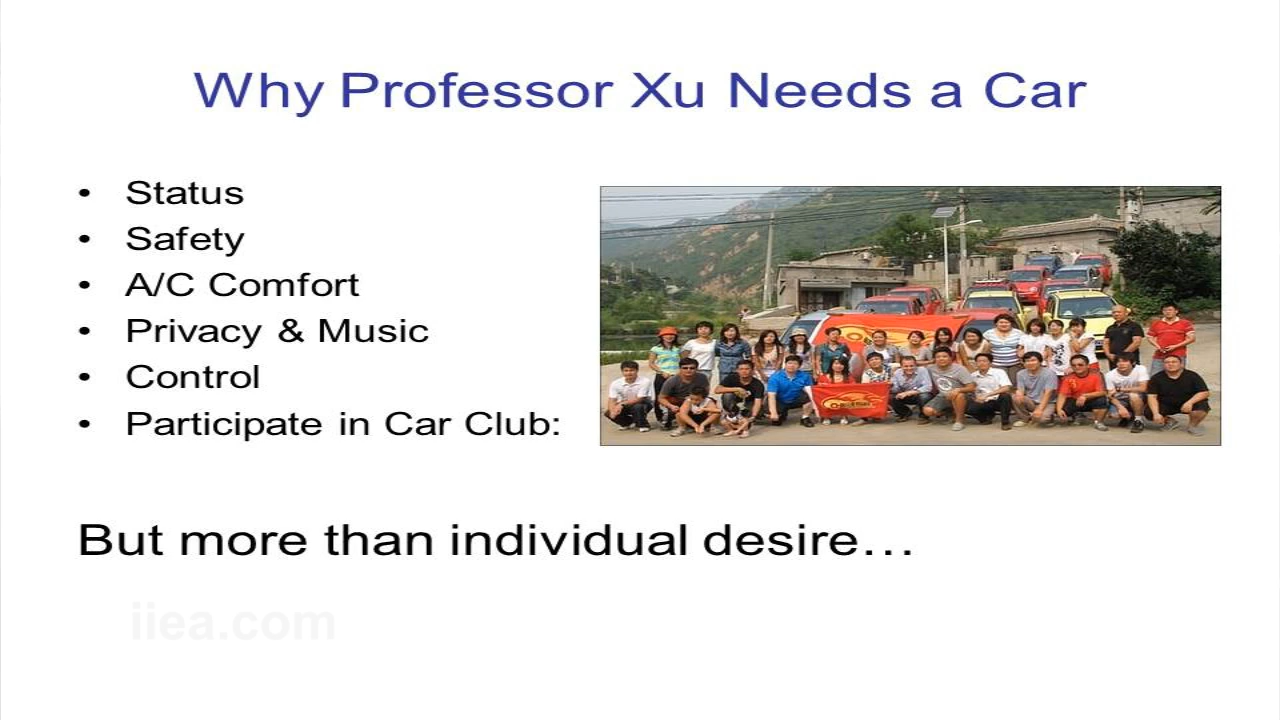 Why Professor Xu Needs a Car
• Status
• Safety
• A/C Comfort
• Privacy & Music
• Control
• Participate in Car Club:
But more than individual desire…
iiea.com